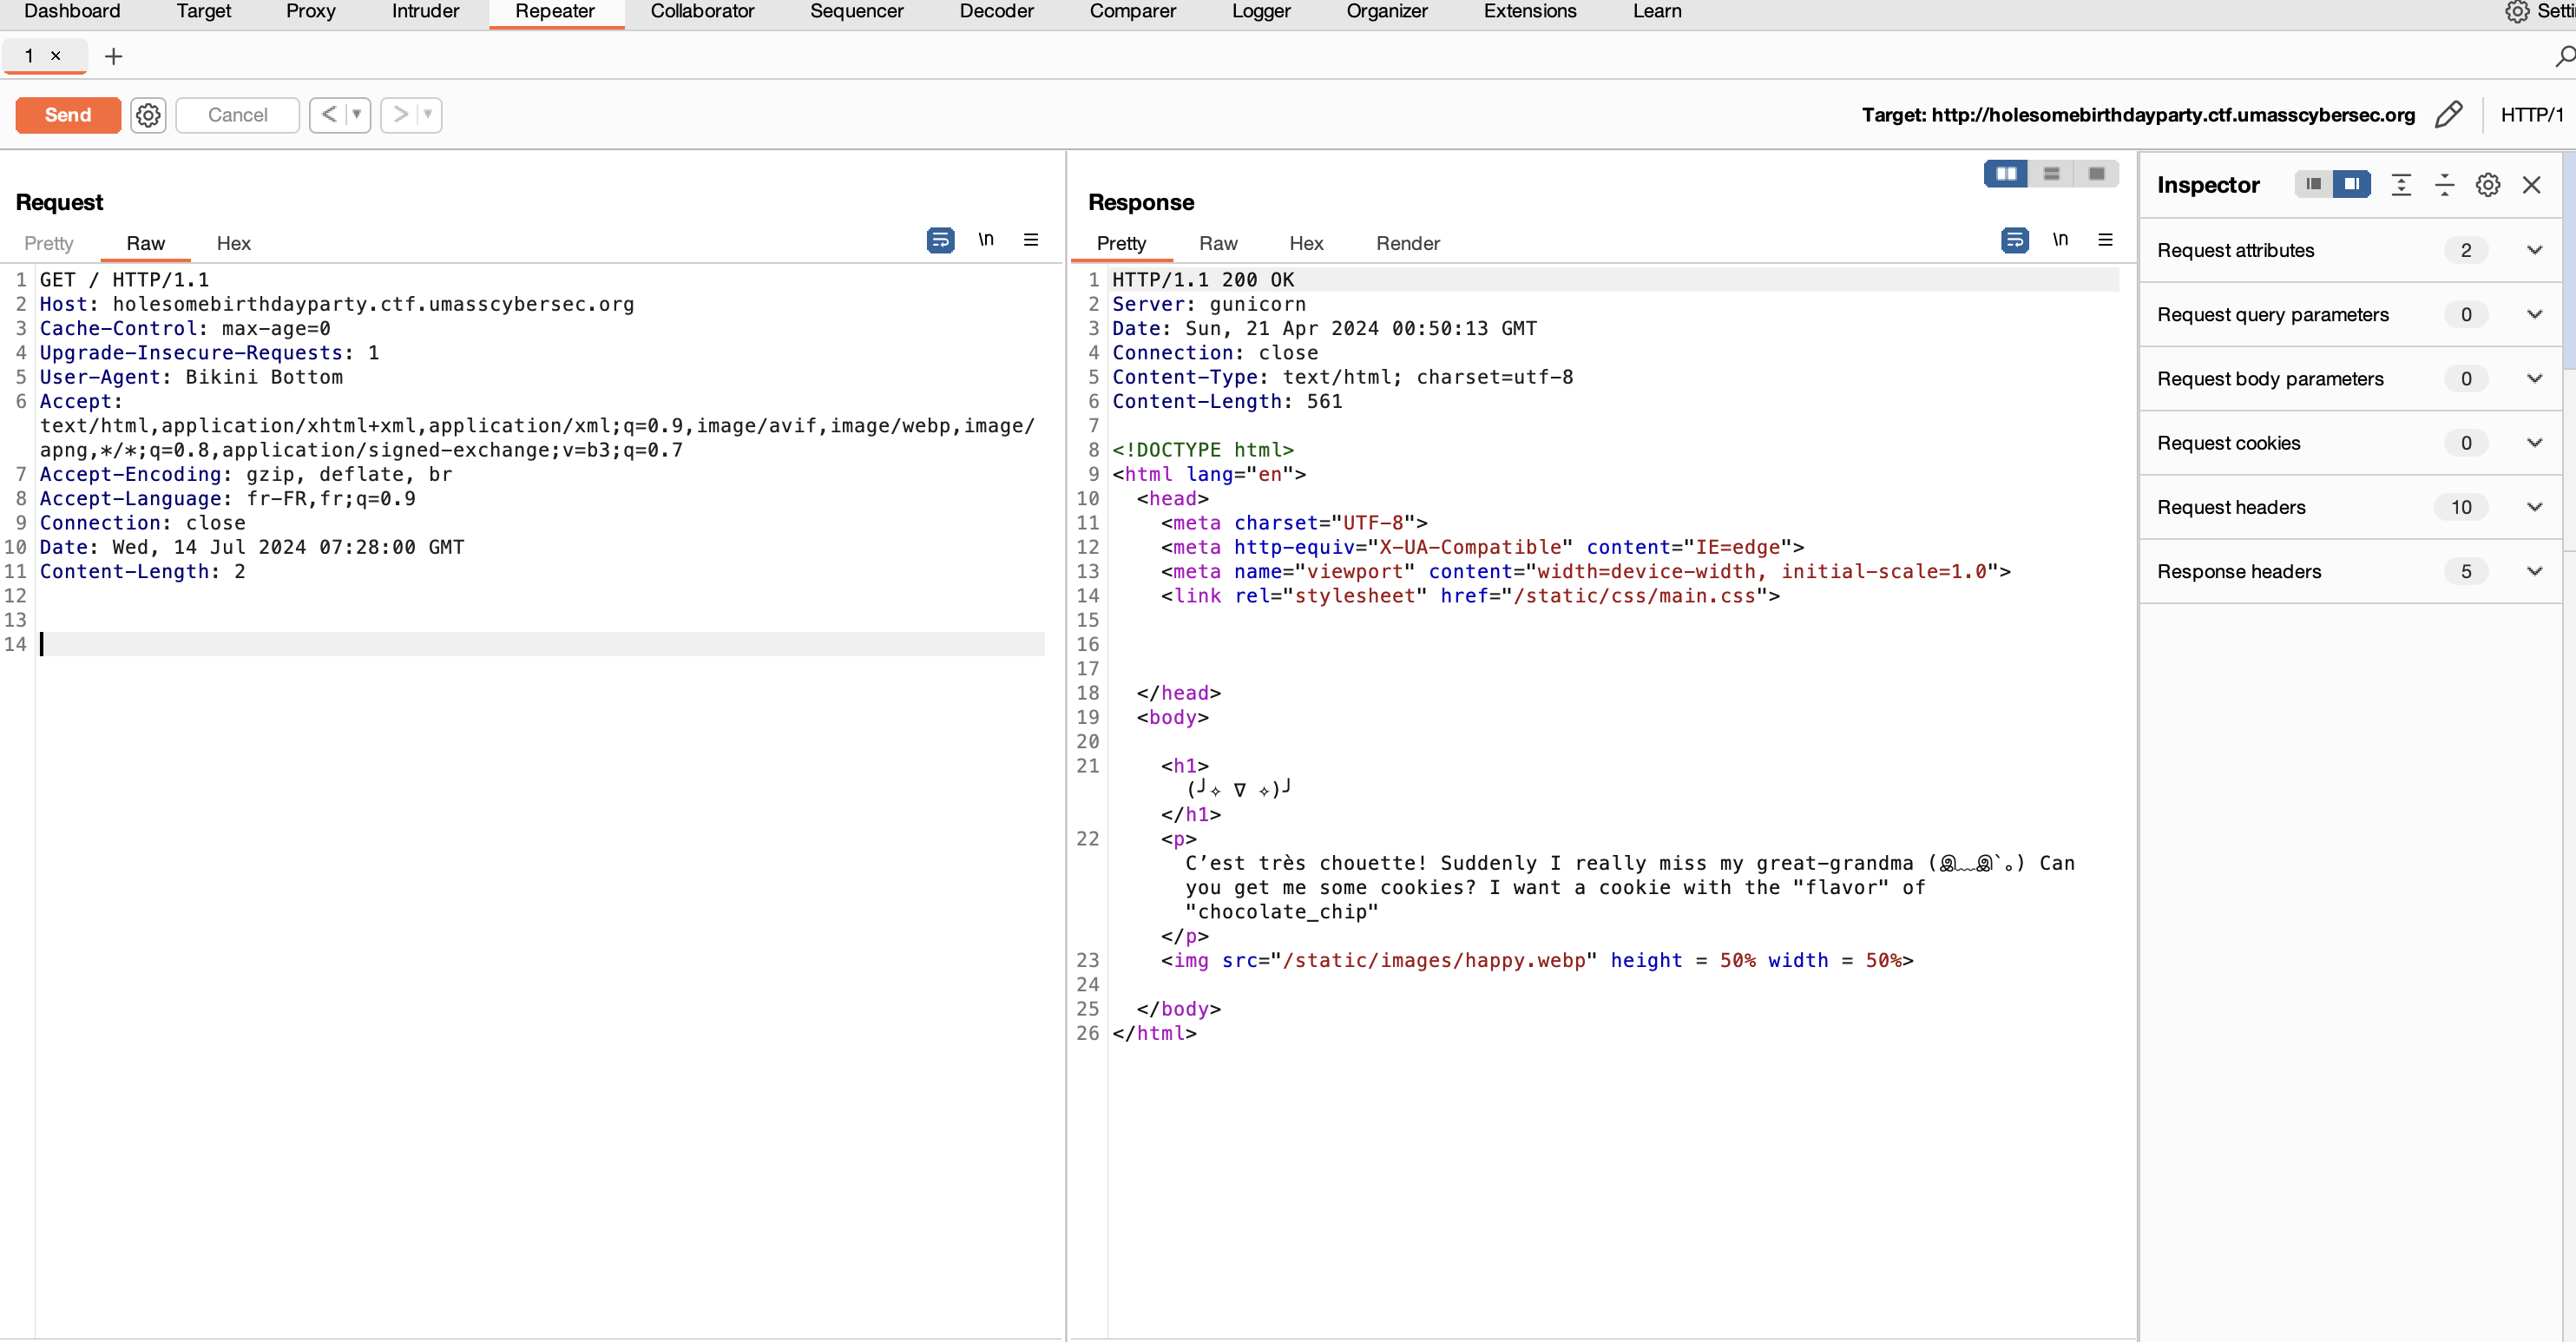 Dashboard Target Proxy Intruder Repeater Collaborator Sequencer Decoder Comparer Logger Organizer Extensions Learn
1 × +
Send Cancel < >
Target: http://holesomebirthdayparty.ctf.umasscybersec.org HTTP/1
Request
Pretty Raw Hex \n
1 GET / HTTP/1.1
2 Host: holesomebirthdayparty.ctf.umasscybersec.org
3 Cache-Control: max-age=0
4 Upgrade-Insecure-Requests: 1
5 User-Agent: Bikini Bottom
6 Accept:
text/html,application/xhtml+xml,application/xml;q=0.9,image/avif,image/webp,image/
apng,*/*;q=0.8,application/signed-exchange;v=b3;q=0.7
7 Accept-Encoding: gzip, deflate, br
8 Accept-Language: fr-FR,fr;q=0.9
9 Connection: close
10 Date: Wed, 14 Jul 2024 07:28:00 GMT
11 Content-Length: 2
12
13
14
Response
Pretty Raw Hex Render \n
1 HTTP/1.1 200 OK
2 Server: gunicorn
3 Date: Sun, 21 Apr 2024 00:50:13 GMT
4 Connection: close
5 Content-Type: text/html; charset=utf-8
6 Content-Length: 561
7
8 <!DOCTYPE html>
9 <html lang="en">
10 <head>
11 <meta charset="UTF-8">
12 <meta http-equiv="X-UA-Compatible" content="IE=edge">
13 <meta name="viewport" content="width=device-width, initial-scale=1.0">
14 <link rel="stylesheet" href="/static/css/main.css">
15
16
17
18 </head>
19 <body>
20
21 <h1>
(╯✧ ∇ ✧)╯
</h1>
22 <p>
C’est très chouette! Suddenly I really miss my great-grandma (இ﹏இ`｡) Can
you get me some cookies? I want a cookie with the "flavor" of
"chocolate_chip"
</p>
23 <img src="/static/images/happy.webp" height = 50% width = 50%>
24
25 </body>
26 </html>
Inspector
Request attributes 2
Request query parameters 0
Request body parameters 0
Request cookies 0
Request headers 10
Response headers 5